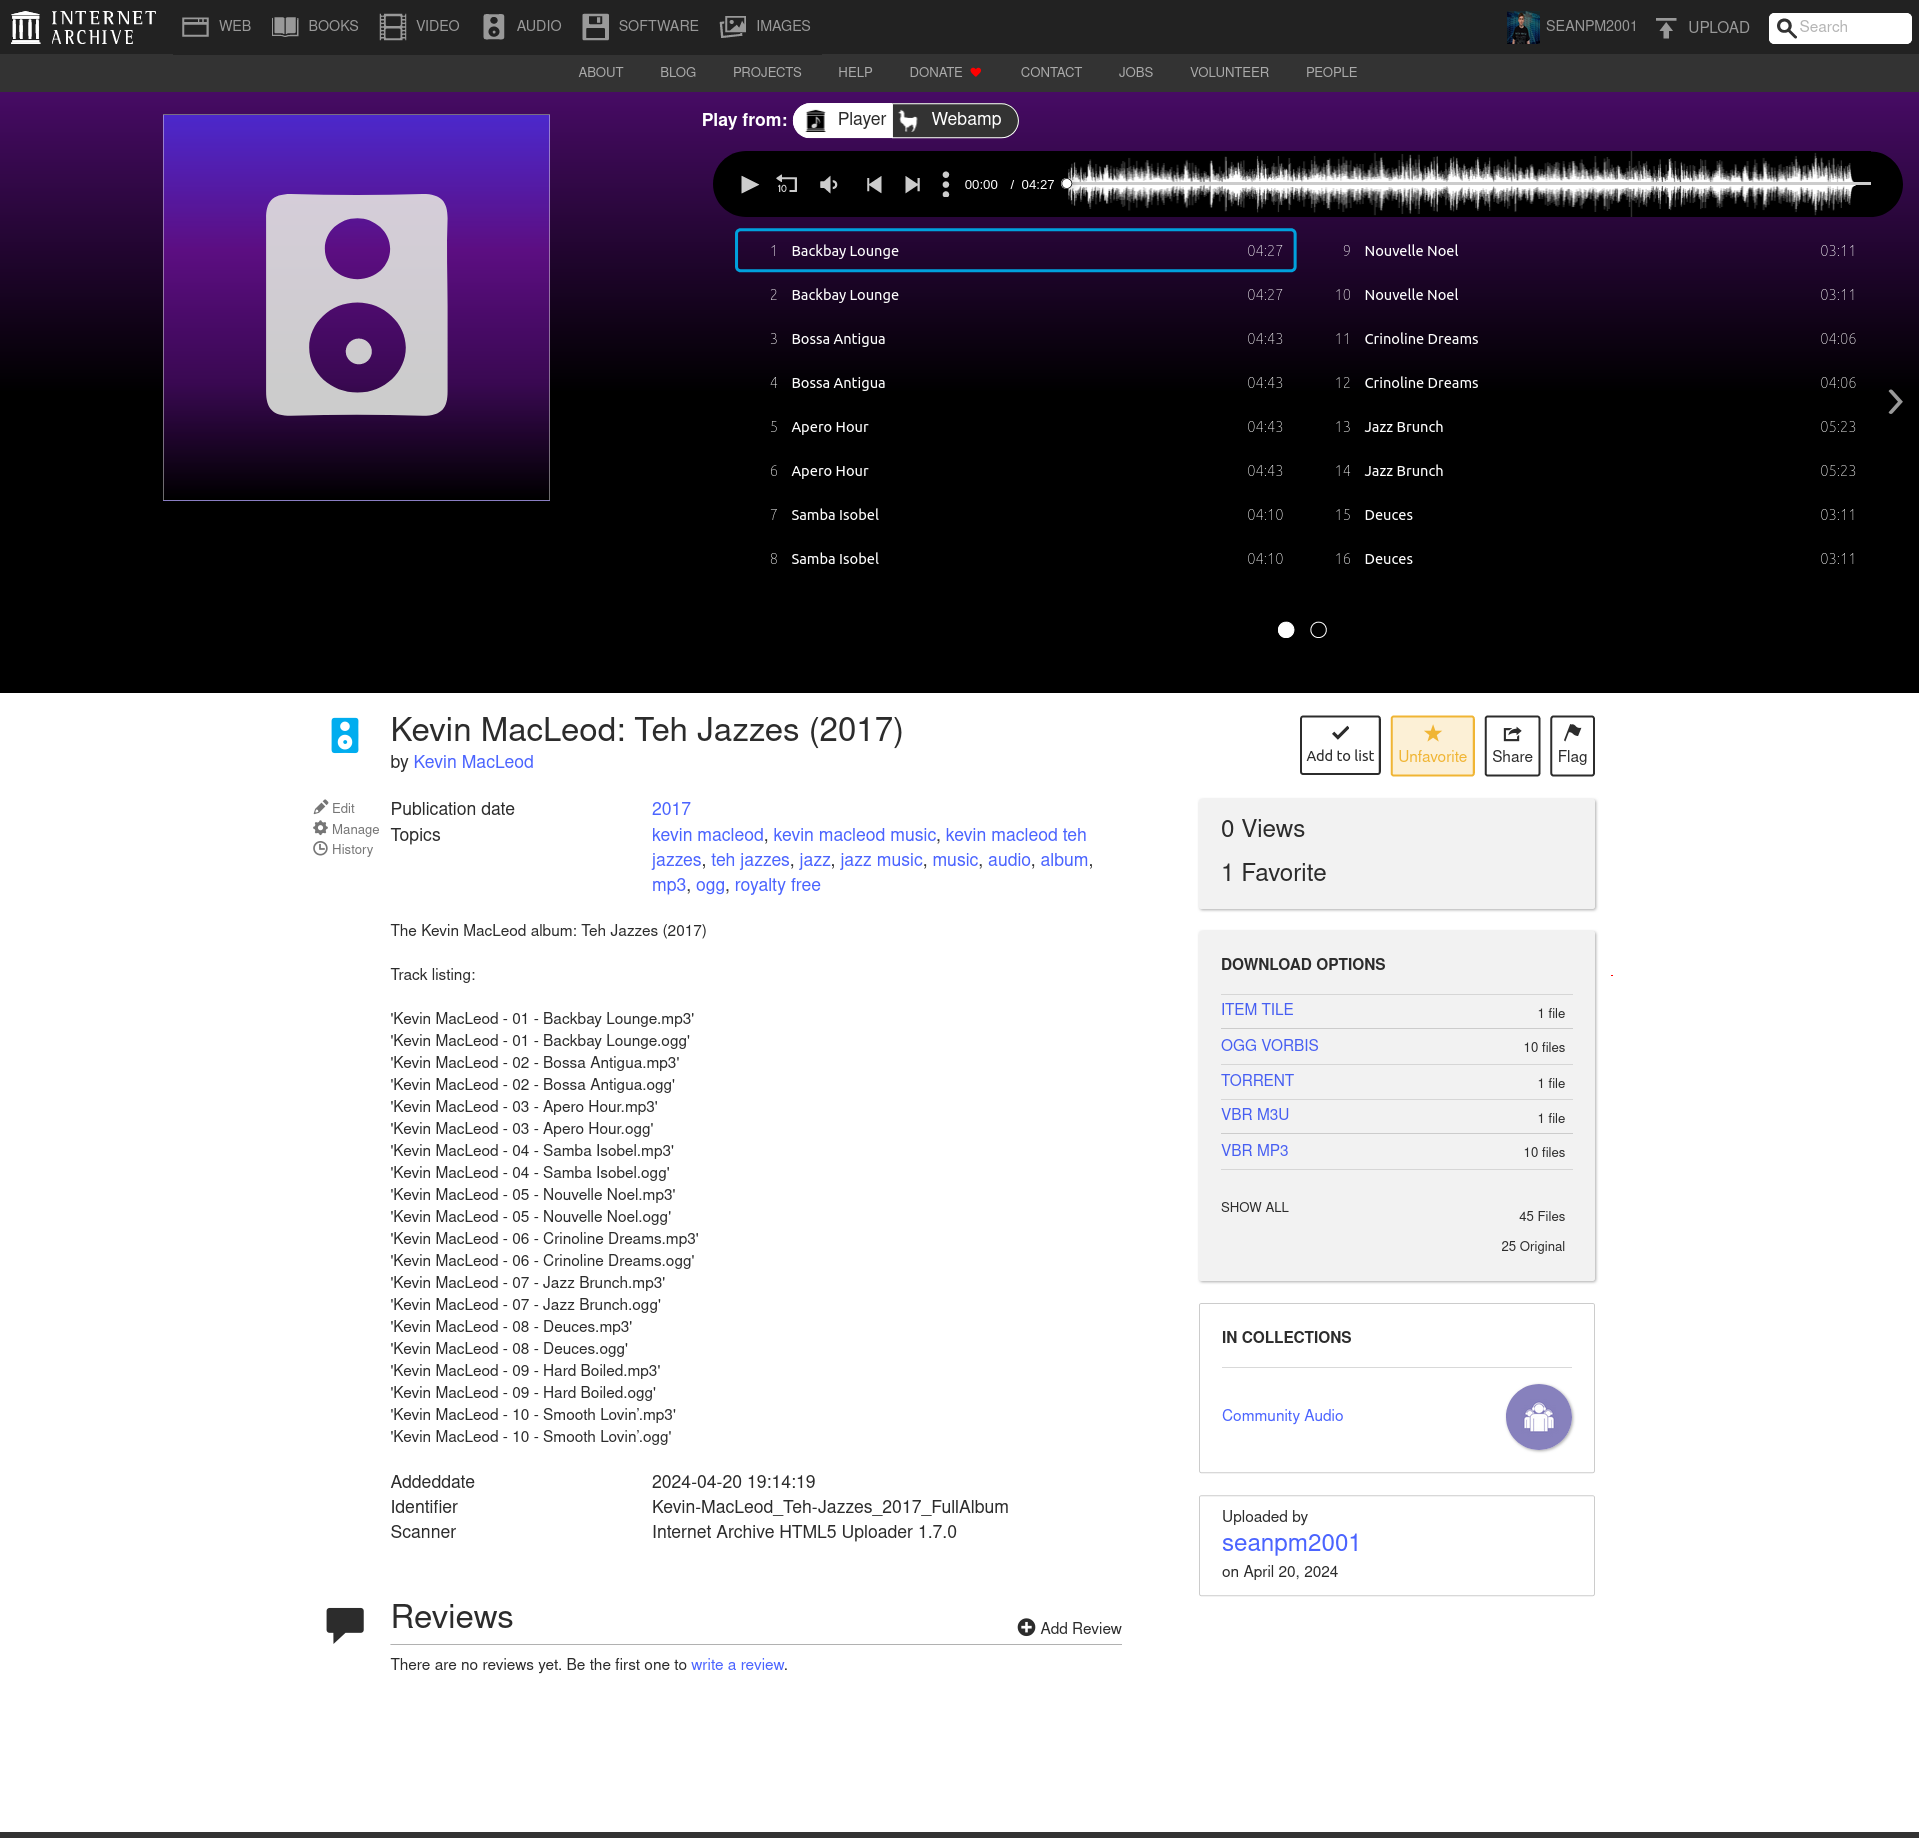 INTERNET ARCHIVE
WEB BOOKS VIDEO AUDIO SOFTWARE IMAGES SEANPM2001 UPLOAD Search
ABOUT BLOG PROJECTS HELP DONATE CONTACT JOBS VOLUNTEER PEOPLE
Play from: Player Webamp
10 00:00 / 04:27
1 Backbay Lounge 04:27
2 Backbay Lounge 04:27
3 Bossa Antigua 04:43
4 Bossa Antigua 04:43
5 Apero Hour 04:43
6 Apero Hour 04:43
7 Samba Isobel 04:10
8 Samba Isobel 04:10
9 Nouvelle Noel 03:11
10 Nouvelle Noel 03:11
11 Crinoline Dreams 04:06
12 Crinoline Dreams 04:06
13 Jazz Brunch 05:23
14 Jazz Brunch 05:23
15 Deuces 03:11
16 Deuces 03:11
Kevin MacLeod: Teh Jazzes (2017)
by Kevin MacLeod
Add to list Unfavorite Share Flag
Edit
Manage
History
Publication date 2017
Topics kevin macleod, kevin macleod music, kevin macleod teh
jazzes, teh jazzes, jazz, jazz music, music, audio, album,
mp3, ogg, royalty free
The Kevin MacLeod album: Teh Jazzes (2017)
Track listing:
'Kevin MacLeod - 01 - Backbay Lounge.mp3'
'Kevin MacLeod - 01 - Backbay Lounge.ogg'
'Kevin MacLeod - 02 - Bossa Antigua.mp3'
'Kevin MacLeod - 02 - Bossa Antigua.ogg'
'Kevin MacLeod - 03 - Apero Hour.mp3'
'Kevin MacLeod - 03 - Apero Hour.ogg'
'Kevin MacLeod - 04 - Samba Isobel.mp3'
'Kevin MacLeod - 04 - Samba Isobel.ogg'
'Kevin MacLeod - 05 - Nouvelle Noel.mp3'
'Kevin MacLeod - 05 - Nouvelle Noel.ogg'
'Kevin MacLeod - 06 - Crinoline Dreams.mp3'
'Kevin MacLeod - 06 - Crinoline Dreams.ogg'
'Kevin MacLeod - 07 - Jazz Brunch.mp3'
'Kevin MacLeod - 07 - Jazz Brunch.ogg'
'Kevin MacLeod - 08 - Deuces.mp3'
'Kevin MacLeod - 08 - Deuces.ogg'
'Kevin MacLeod - 09 - Hard Boiled.mp3'
'Kevin MacLeod - 09 - Hard Boiled.ogg'
'Kevin MacLeod - 10 - Smooth Lovin’.mp3'
'Kevin MacLeod - 10 - Smooth Lovin’.ogg'
Addeddate 2024-04-20 19:14:19
Identifier Kevin-MacLeod_Teh-Jazzes_2017_FullAlbum
Scanner Internet Archive HTML5 Uploader 1.7.0
Reviews
Add Review
There are no reviews yet. Be the first one to write a review.
0 Views
1 Favorite
DOWNLOAD OPTIONS
ITEM TILE 1 file
OGG VORBIS 10 files
TORRENT 1 file
VBR M3U 1 file
VBR MP3 10 files
SHOW ALL 45 Files
25 Original
IN COLLECTIONS
Community Audio
Uploaded by
seanpm2001
on April 20, 2024